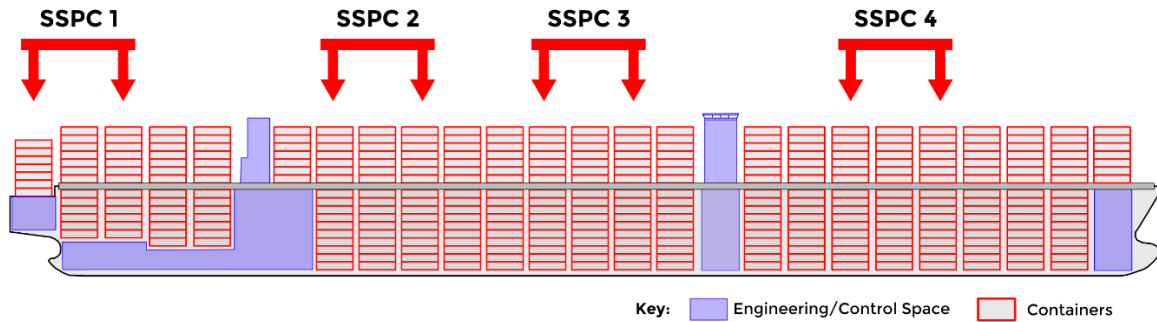 SSPC 1
SSPC 2
SSPC 3
SSPC 4
Key: Engineering/Control Space Containers